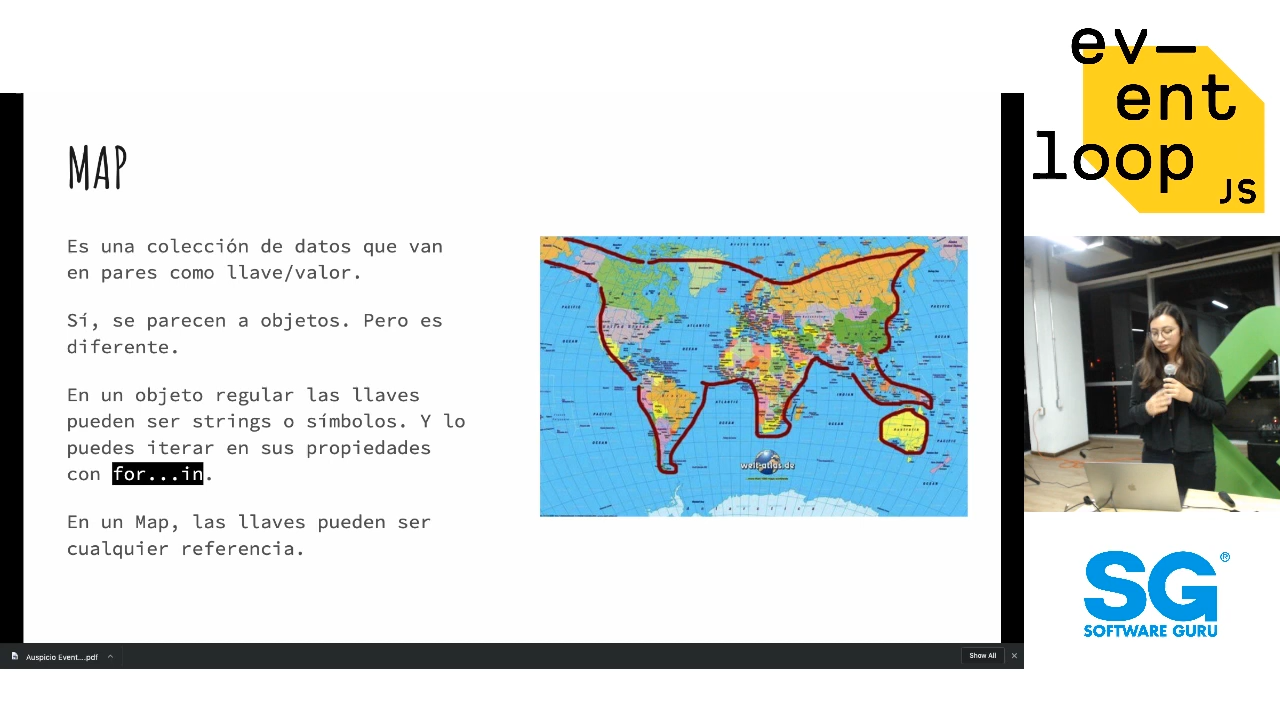 MAP
Es una colección de datos que van
en pares como llave/valor.
Sí, se parecen a objetos. Pero es
diferente.
En un objeto regular las llaves
pueden ser strings o símbolos. Y lo
puedes iterar en sus propiedades
con for...in.
En un Map, las llaves pueden ser
cualquier referencia.
welt-atlas.de
Auspicio Event....pdf
Show All
ev—
ent
loop
JS
SG®
SOFTWARE GURU